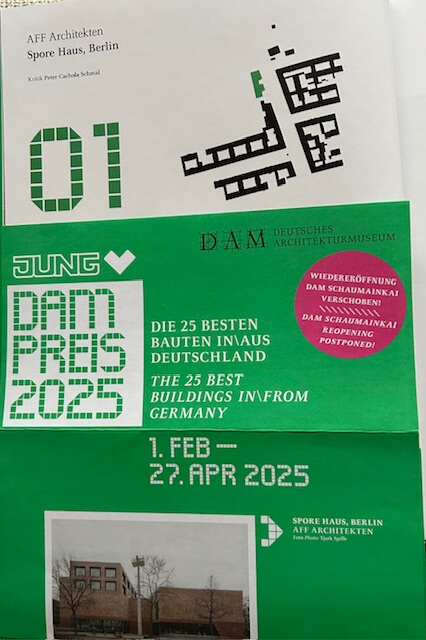 AFF Architekten
Spore Haus, Berlin
Kritik Peter Cachola Schmal
01
DAM DEUTSCHES
ARCHITEKTURMUSEUM
JUNG
DAM
PREIS
2025
DIE 25 BESTEN
BAUTEN IN\AUS
DEUTSCHLAND
THE 25 BEST
BUILDINGS IN\FROM
GERMANY
WIEDERERÖFFNUNG
DAM SCHAUMAINKAI
VERSCHOBEN!
DAM SCHAUMAINKAI
REOPENING
POSTPONED!
1. FEB —
27. APR 2025
SPORE HAUS, BERLIN
AFF ARCHITEKTEN
Foto\Photo: Tjark Spille